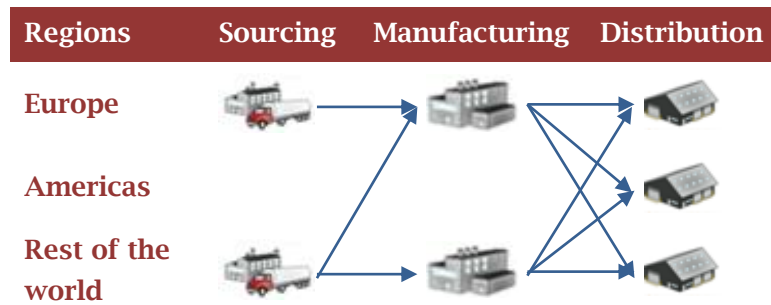 Regions Sourcing Manufacturing Distribution
Europe
Americas
Rest of the
world